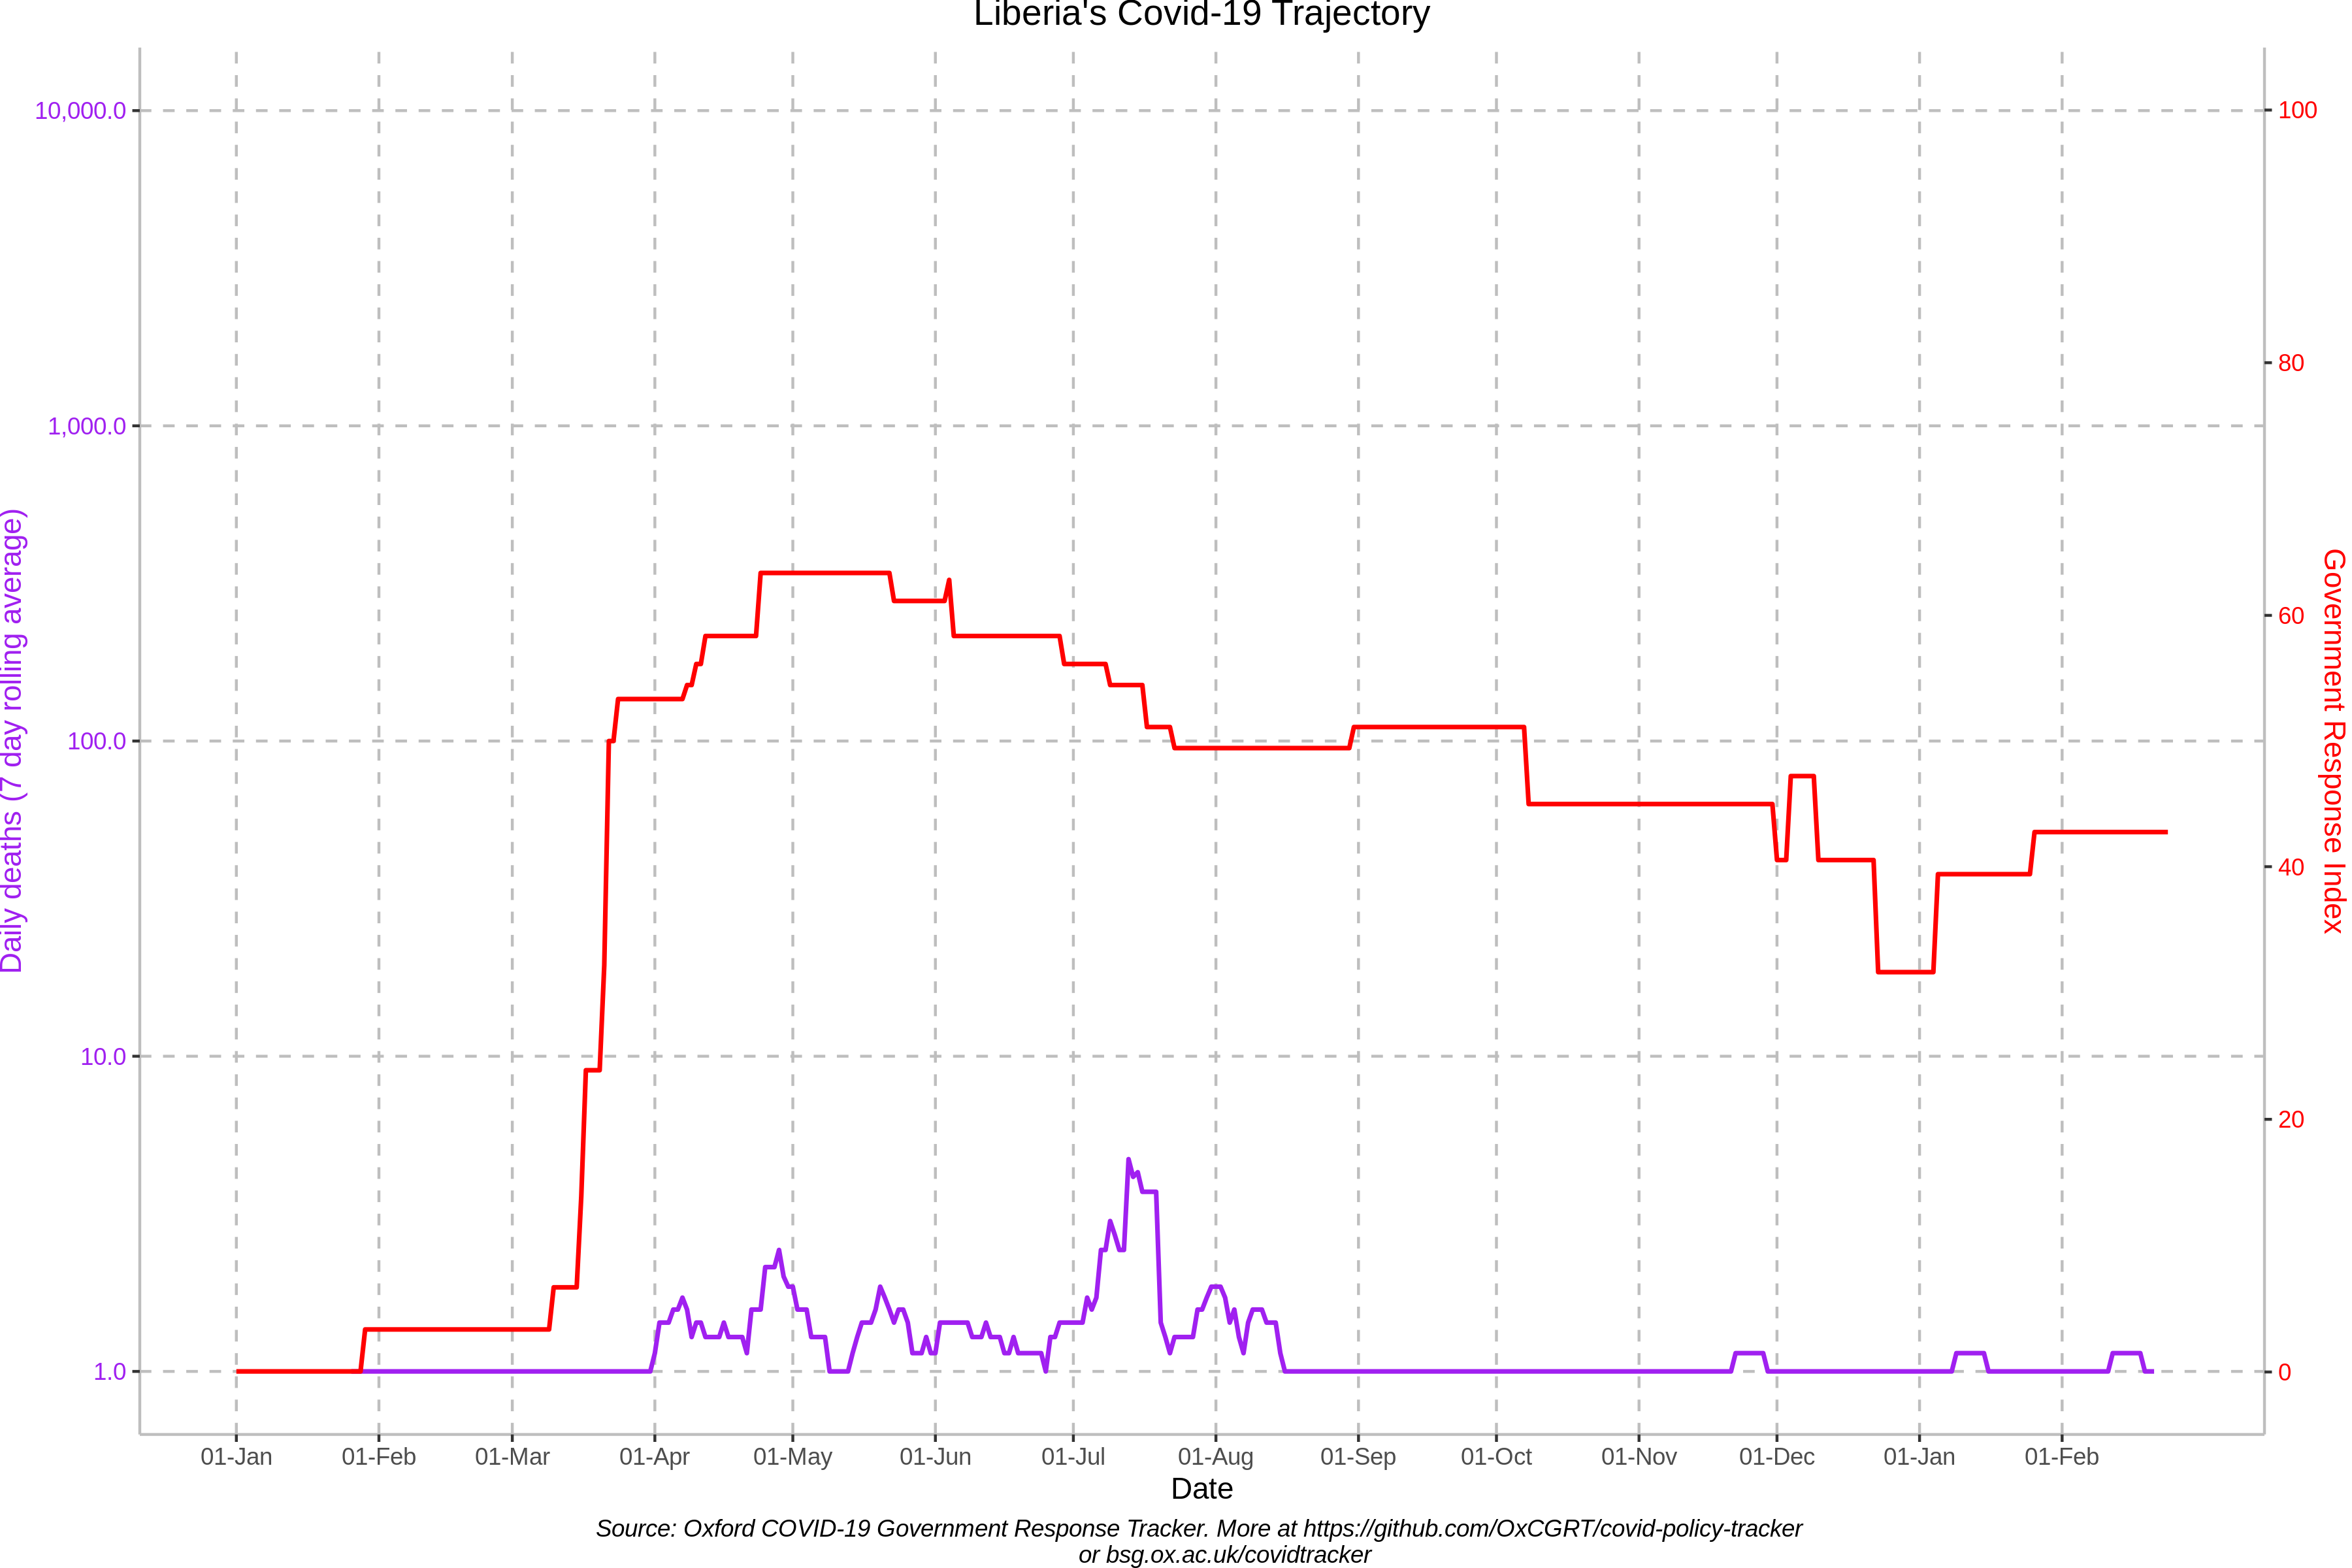 Liberia's Covid-19 Trajectory
10,000.0
1,000.0
100.0
10.0
1.0
Daily deaths (7 day rolling average)
100
80
60
40
20
0
Government Response Index
01-Jan 01-Feb 01-Mar 01-Apr 01-May 01-Jun 01-Jul 01-Aug 01-Sep 01-Oct 01-Nov 01-Dec 01-Jan 01-Feb
Date
Source: Oxford COVID-19 Government Response Tracker. More at https://github.com/OxCGRT/covid-policy-tracker
or bsg.ox.ac.uk/covidtracker